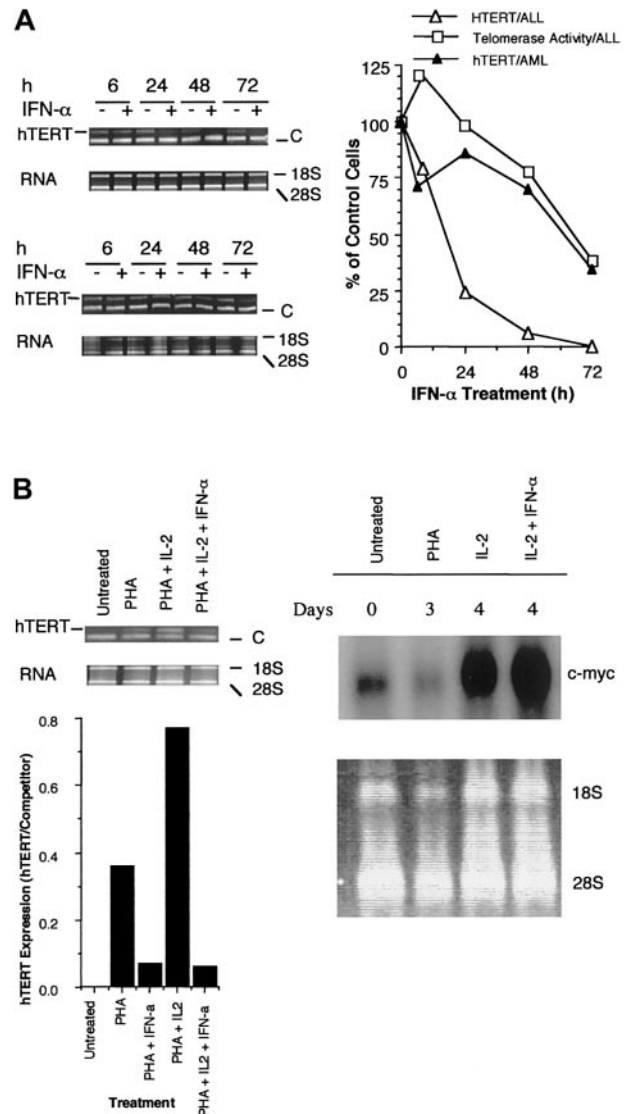 A
h 6 24 48 72
IFN-α - + - + - + - +
hTERT
C
RNA
18S
28S
h 6 24 48 72
IFN-α - + - + - + - +
hTERT
C
RNA
18S
28S
HTERT/ALL
Telomerase Activity/ALL
hTERT/AML
% of Control Cells
125
100
75
50
25
0
0 24 48 72
IFN-α Treatment (h)
B
Untreated
PHA
PHA + IL-2
PHA + IL-2 + IFN-α
hTERT
C
RNA
18S
28S
hTERT Expression (hTERT/Competitor)
0.8
0.6
0.4
0.2
0.0
Untreated
PHA
PHA + IFN-a
PHA + IL2
PHA + IL2 + IFN-a
Treatment
Untreated
PHA
IL-2
IL-2 + IFN-α
Days 0 3 4 4
c-myc
18S
28S